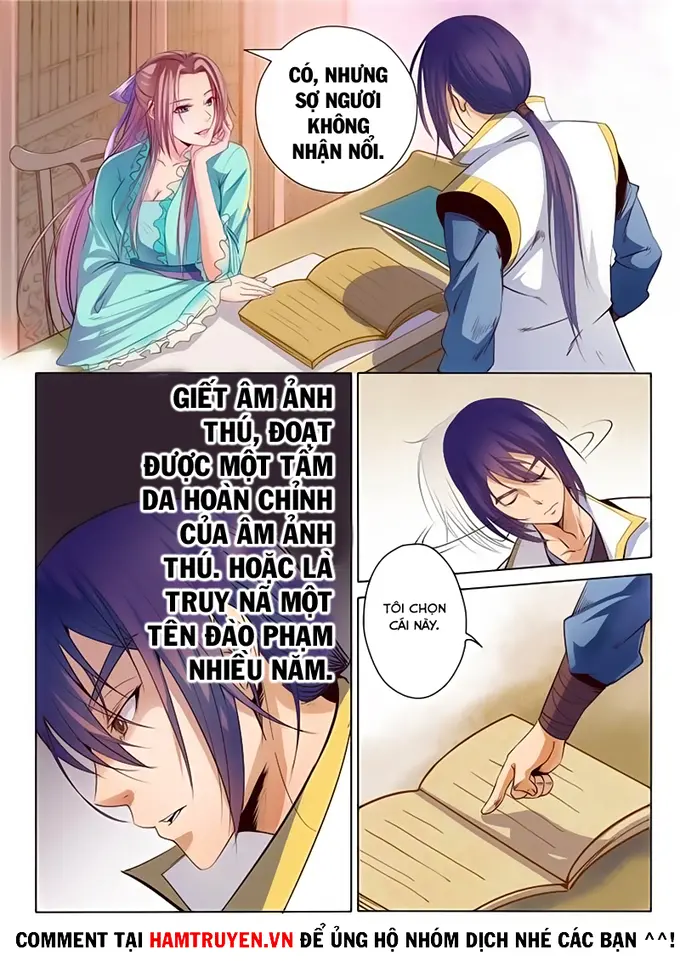 CÓ, NHƯNG
SỢ NGƯƠI
KHÔNG
NHẬN NỔI.
GIẾT ÂM ẢNH
THÚ, ĐOẠT
ĐƯỢC MỘT TẤM
DA HOÀN CHỈNH
CỦA ÂM ẢNH
THÚ. HOẶC LÀ
TRUY NÃ MỘT
TÊN ĐÀO PHẠM
NHIỀU NĂM.
TÔI CHỌN
CÁI NÀY.
COMMENT TẠI HAMTRUYEN.VN ĐỂ ỦNG HỘ NHÓM DỊCH NHÉ CÁC BẠN ^^!